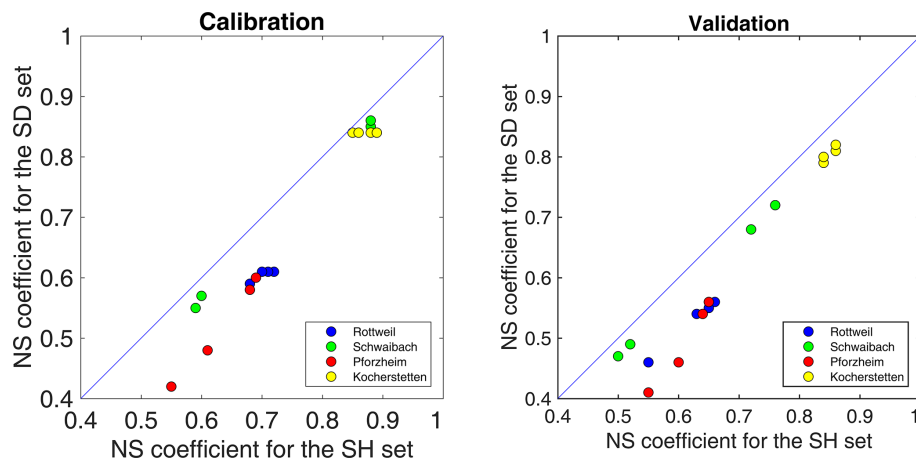 Calibration
NS coefficient for the SD set
1
0.9
0.8
0.7
0.6
0.5
0.4
0.4 0.5 0.6 0.7 0.8 0.9 1
NS coefficient for the SH set
Rottweil
Schwaibach
Pforzheim
Kocherstetten
Validation
NS coefficient for the SD set
1
0.9
0.8
0.7
0.6
0.5
0.4
0.4 0.5 0.6 0.7 0.8 0.9 1
NS coefficient for the SH set
Rottweil
Schwaibach
Pforzheim
Kocherstetten